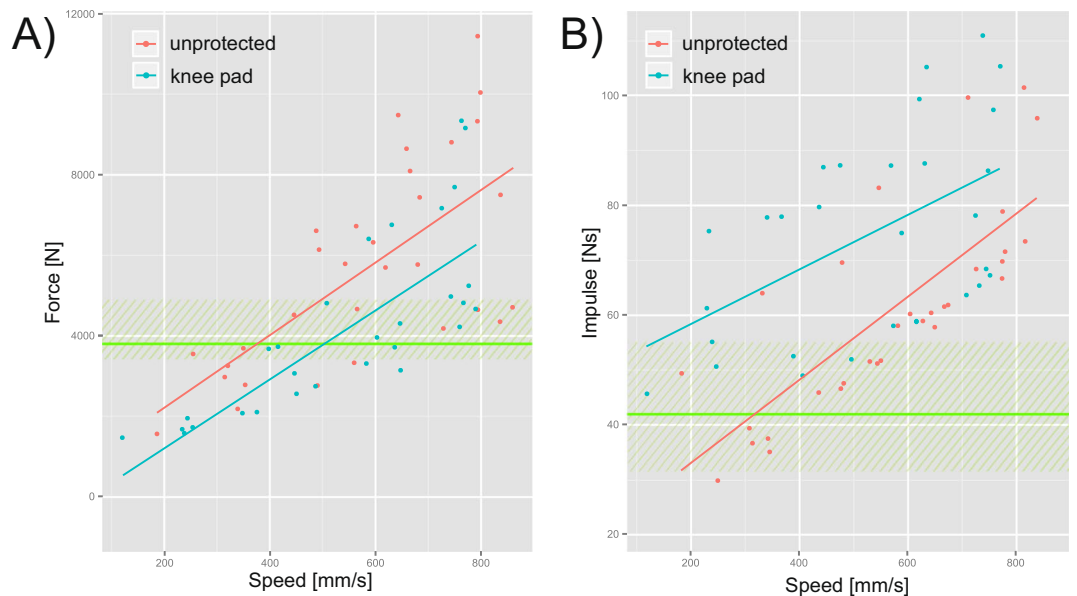 A)
unprotected
knee pad
Force [N]
12000
8000
4000
0
200 400 600 800
Speed [mm/s]
B)
unprotected
knee pad
Impulse [Ns]
100
80
60
40
20
200 400 600 800
Speed [mm/s]